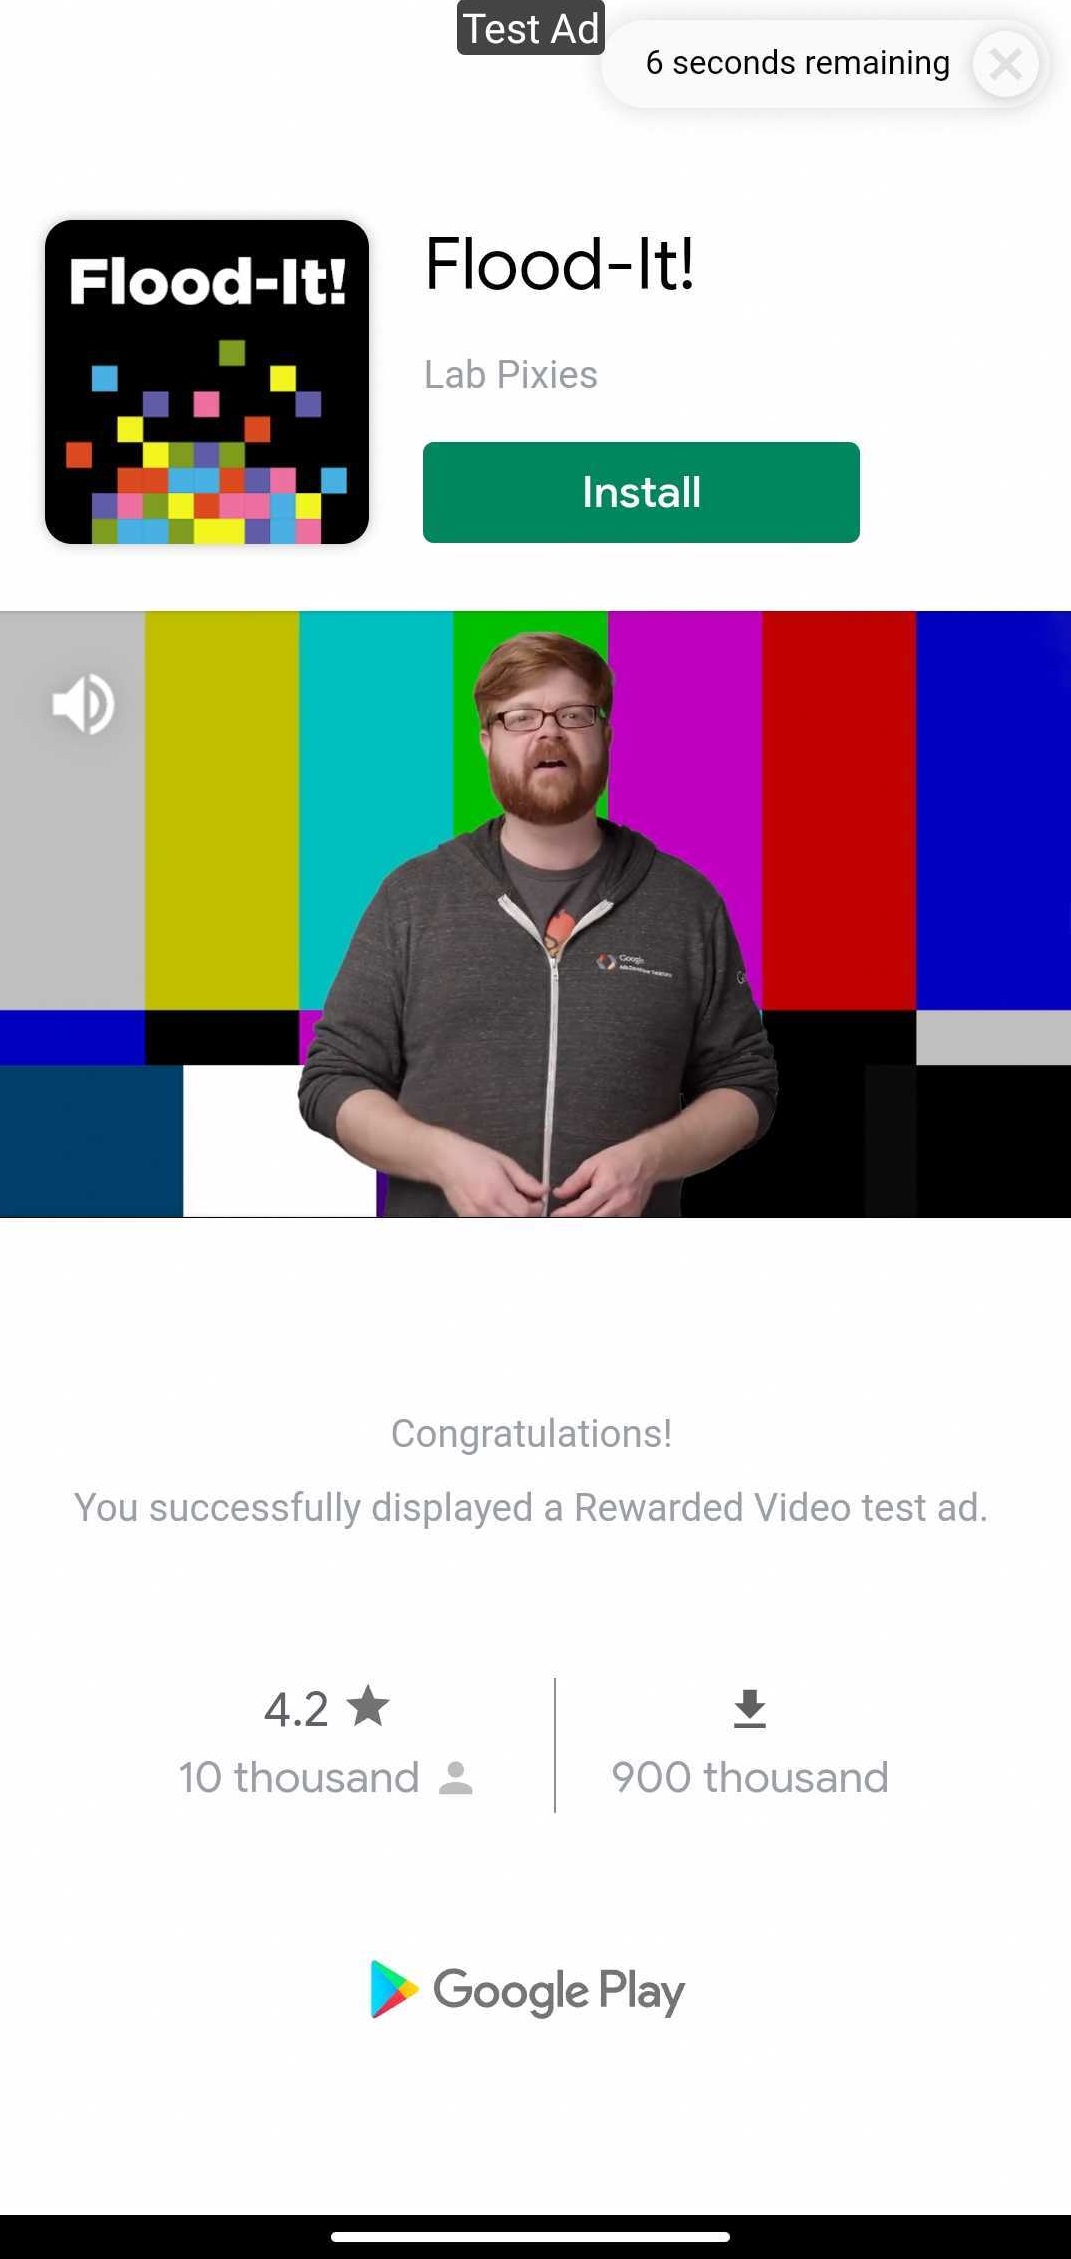 Test Ad
6 seconds remaining
Flood-It!
Flood-It!
Lab Pixies
Install
Google
Congratulations!
You successfully displayed a Rewarded Video test ad.
4.2
10 thousand
900 thousand
Google Play